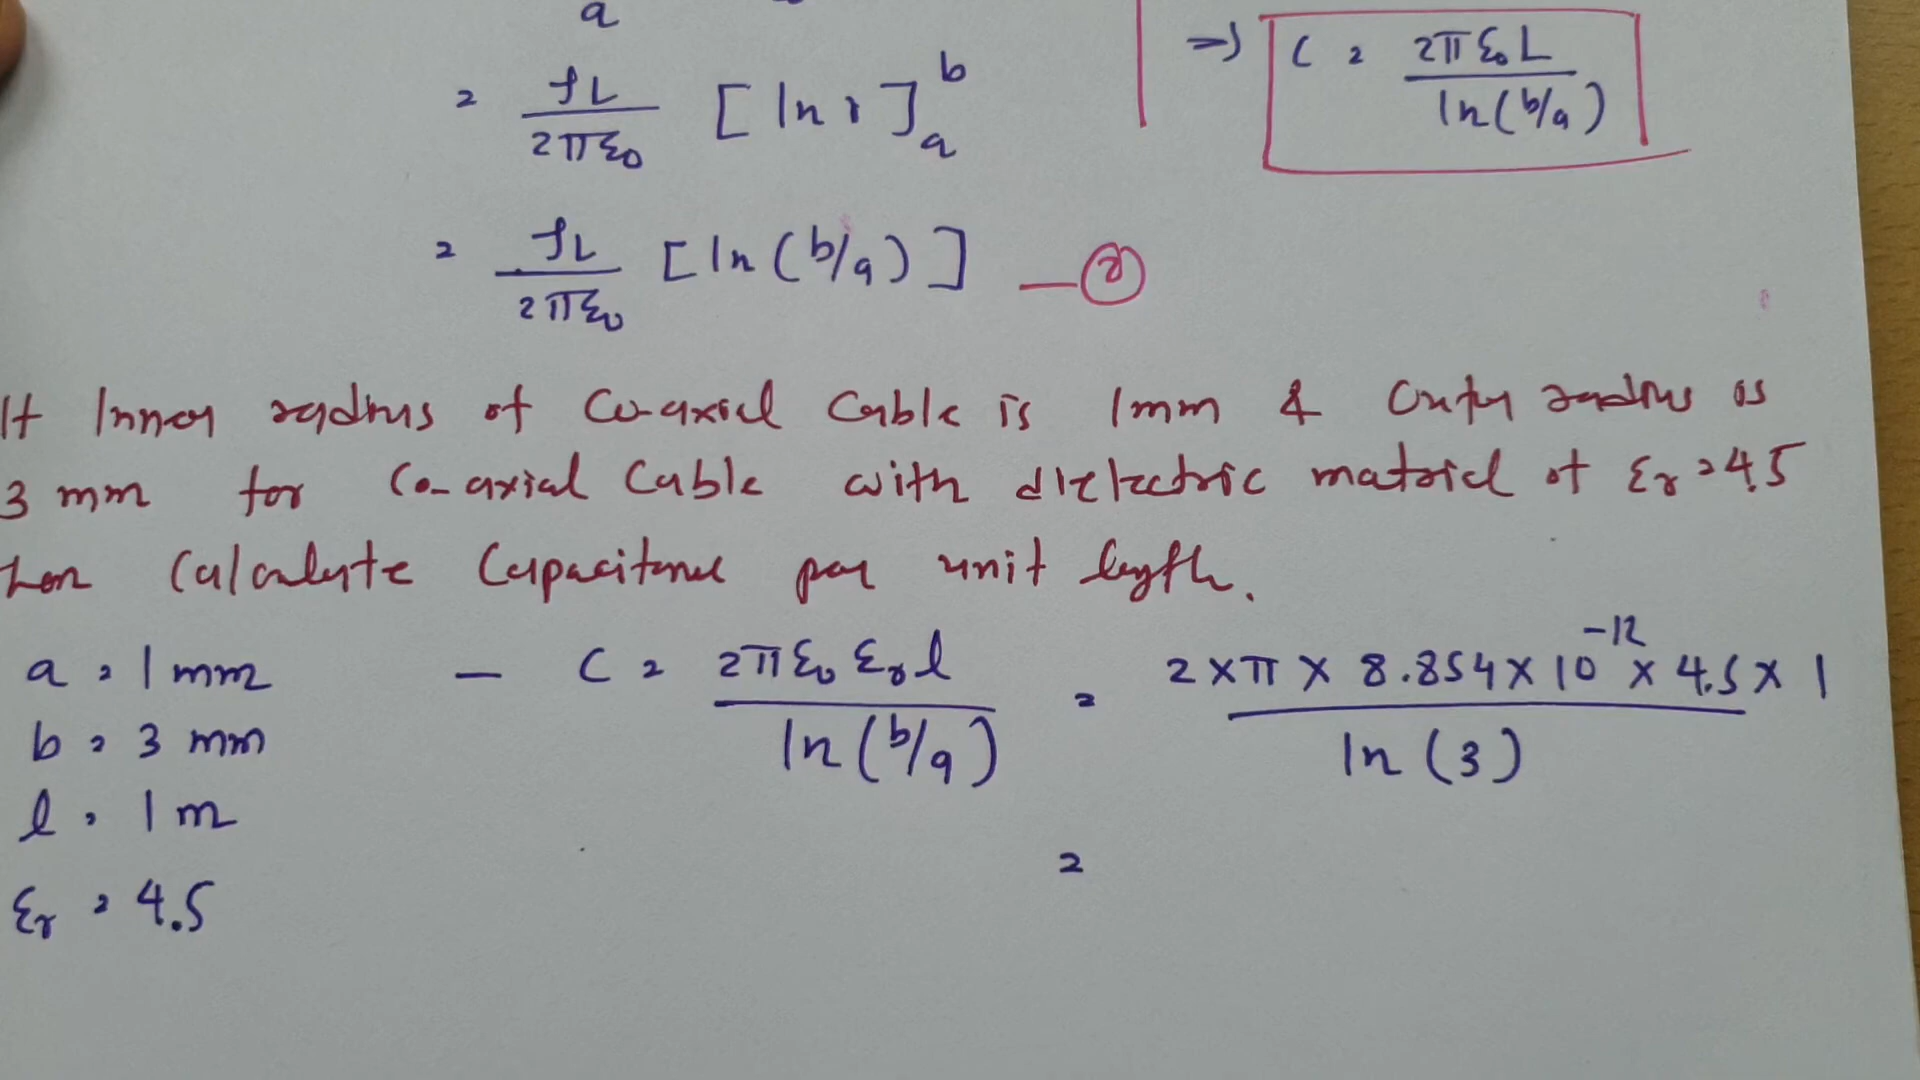 a
= ρL / 2πε0 [ln r]a^b
⇒ C = 2πε0L / ln(b/a)
= ρL / 2πε0 [ln(b/a)] — ②
If Inner radius of Co-axial Cable is 1mm & Outer radius is
3 mm for Co-axial Cable with dielectric material of εr = 4.5
then Calculate Capacitance per unit length.
a = 1 mm
b = 3 mm
l = 1 m
εr = 4.5
— C = 2πε0 εr l / ln(b/a) = 2 × π × 8.854 × 10^-12 × 4.5 × 1 / ln(3)
=